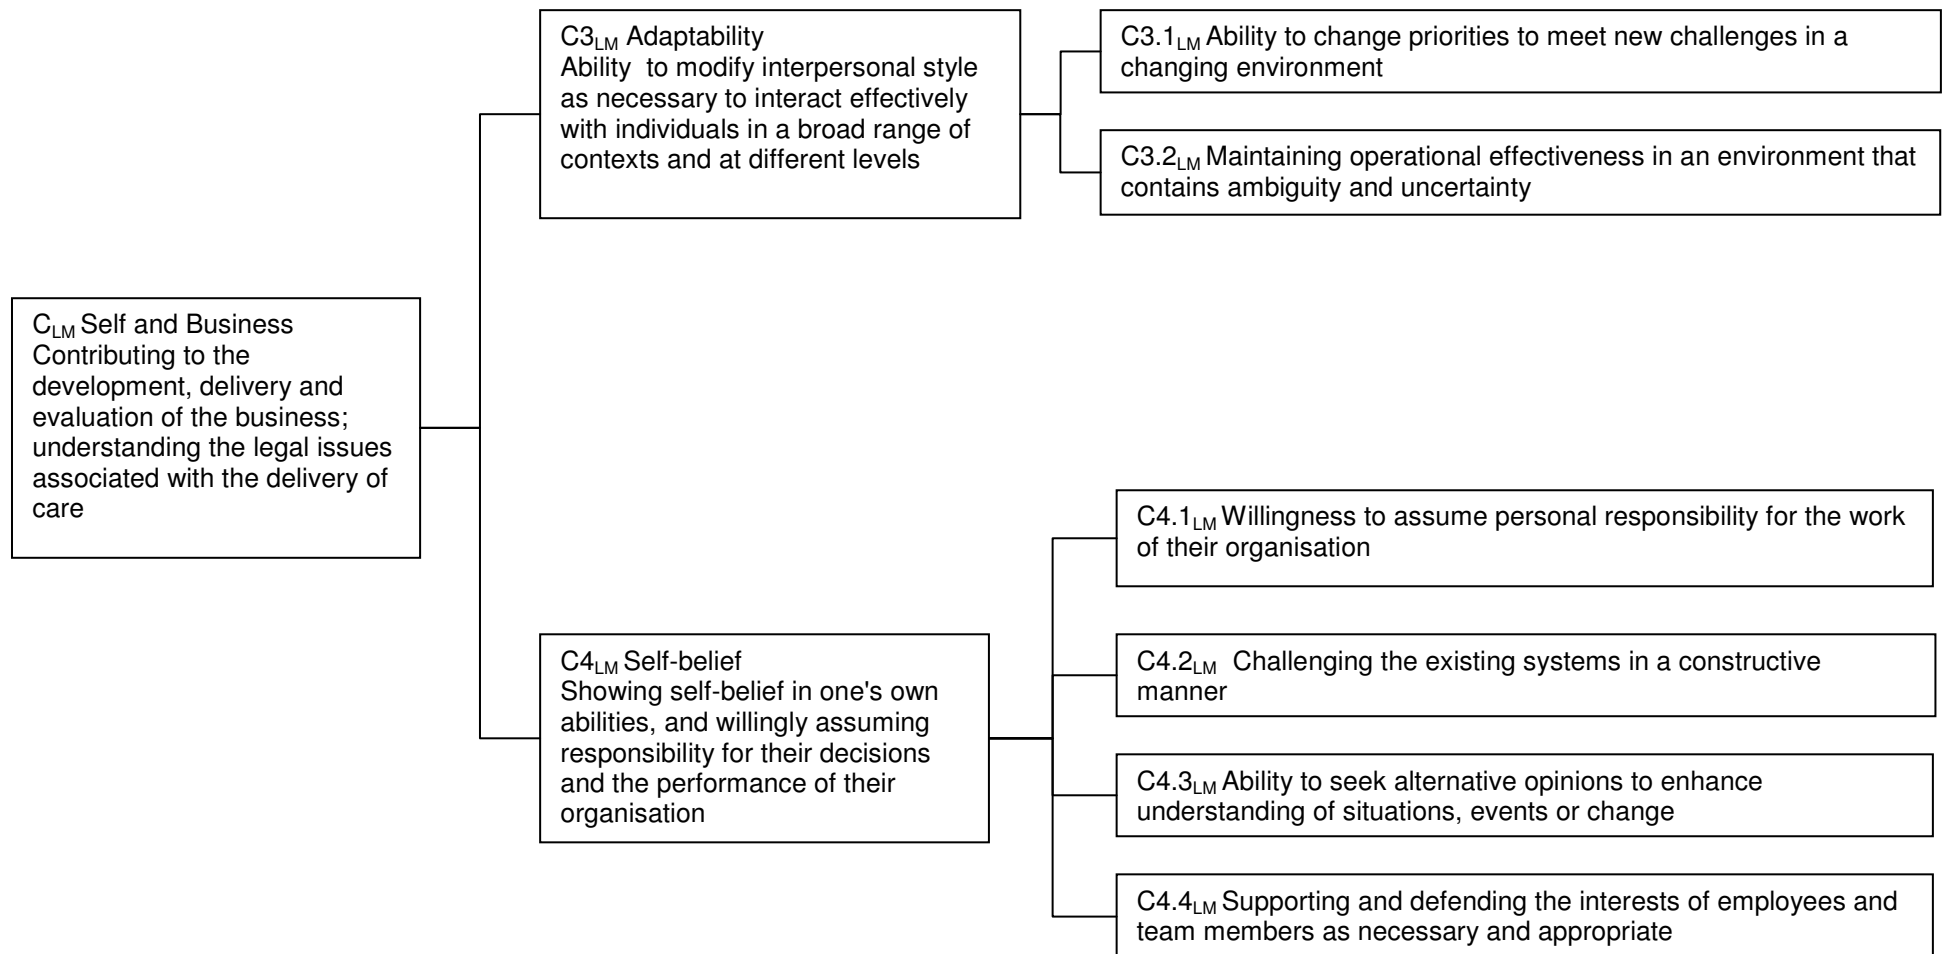 C3LM Adaptability
Ability  to modify interpersonal style
as necessary to interact effectively
with individuals in a broad range of
contexts and at different levels
C3.1LM Ability to change priorities to meet new challenges in a
changing environment
C3.2LM Maintaining operational effectiveness in an environment that
contains ambiguity and uncertainty
CLM Self and Business
Contributing to the
development, delivery and
evaluation of the business;
understanding the legal issues
associated with the delivery of
care
C4LM Self-belief
Showing self-belief in one's own
abilities, and willingly assuming
responsibility for their decisions
and the performance of their
organisation
C4.1LM Willingness to assume personal responsibility for the work
of their organisation
C4.2LM  Challenging the existing systems in a constructive
manner
C4.3LM Ability to seek alternative opinions to enhance
understanding of situations, events or change
C4.4LM Supporting and defending the interests of employees and
team members as necessary and appropriate